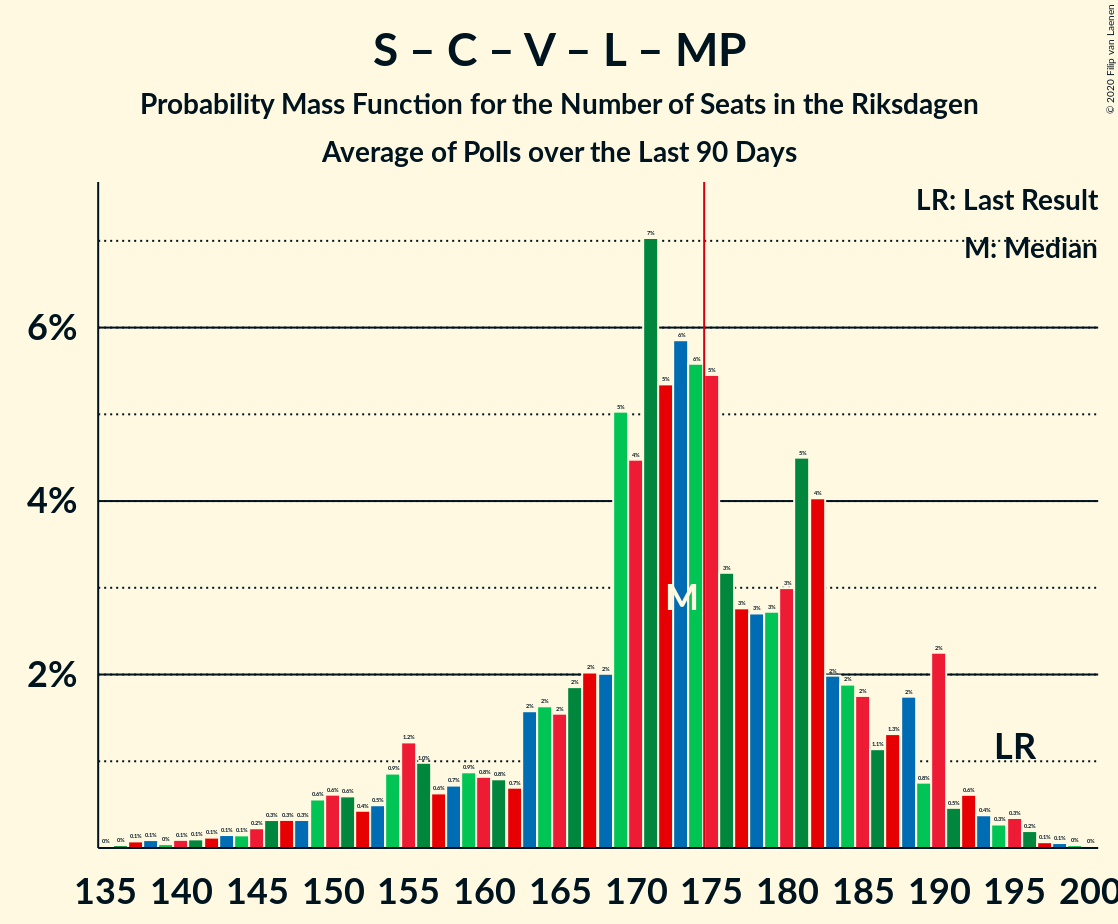 S – C – V – L – MP
Probability Mass Function for the Number of Seats in the Riksdagen
Average of Polls over the Last 90 Days
© 2020 Filip van Laenen
LR: Last Result
M: Median
6%
4%
2%
0% 0% 0.1% 0.1% 0% 0.1% 0.1% 0.1% 0.1% 0.1% 0.2% 0.3% 0.3% 0.3% 0.6% 0.6% 0.6% 0.4% 0.5% 0.9% 1.2% 1.0% 0.6% 0.7% 0.9% 0.8% 0.8% 0.7% 2% 2% 2% 2% 2% 2% 5% 4% 7% 5% 6% 6% 5% 3% 3% 3% 3% 3% 5% 4% 2% 2% 2% 1.1% 1.3% 2% 0.8% 2% 0.5% 0.6% 0.4% 0.3% 0.3% 0.2% 0.1% 0.1% 0% 0%
M
LR
135 140 145 150 155 160 165 170 175 180 185 190 195 200